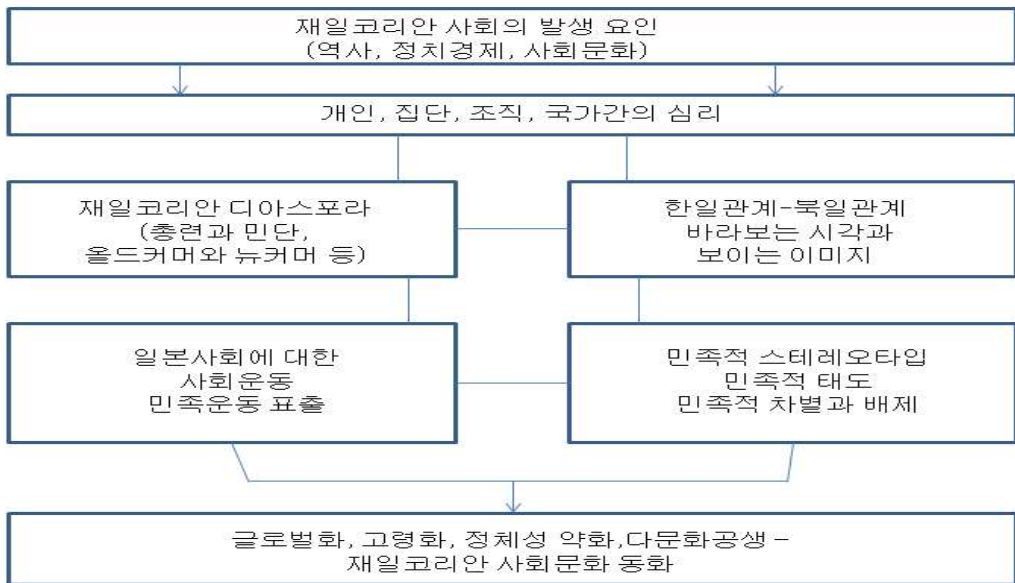 재일코리안 사회의 발생 요인
(역사, 정치경제, 사회문화)
개인, 집단, 조직, 국가간의 심리
재일코리안 디아스포라
(총련과 민단,
올드커머와 뉴커머 등)
한일관계-북일관계
바라보는 시각과
보이는 이미지
일본사회에 대한
사회운동
민족운동 표출
민족적 스테레오타입
민족적 태도
민족적 차별과 배제
글로벌화, 고령화, 정체성 약화,다문화공생 –
재일코리안 사회문화 동화